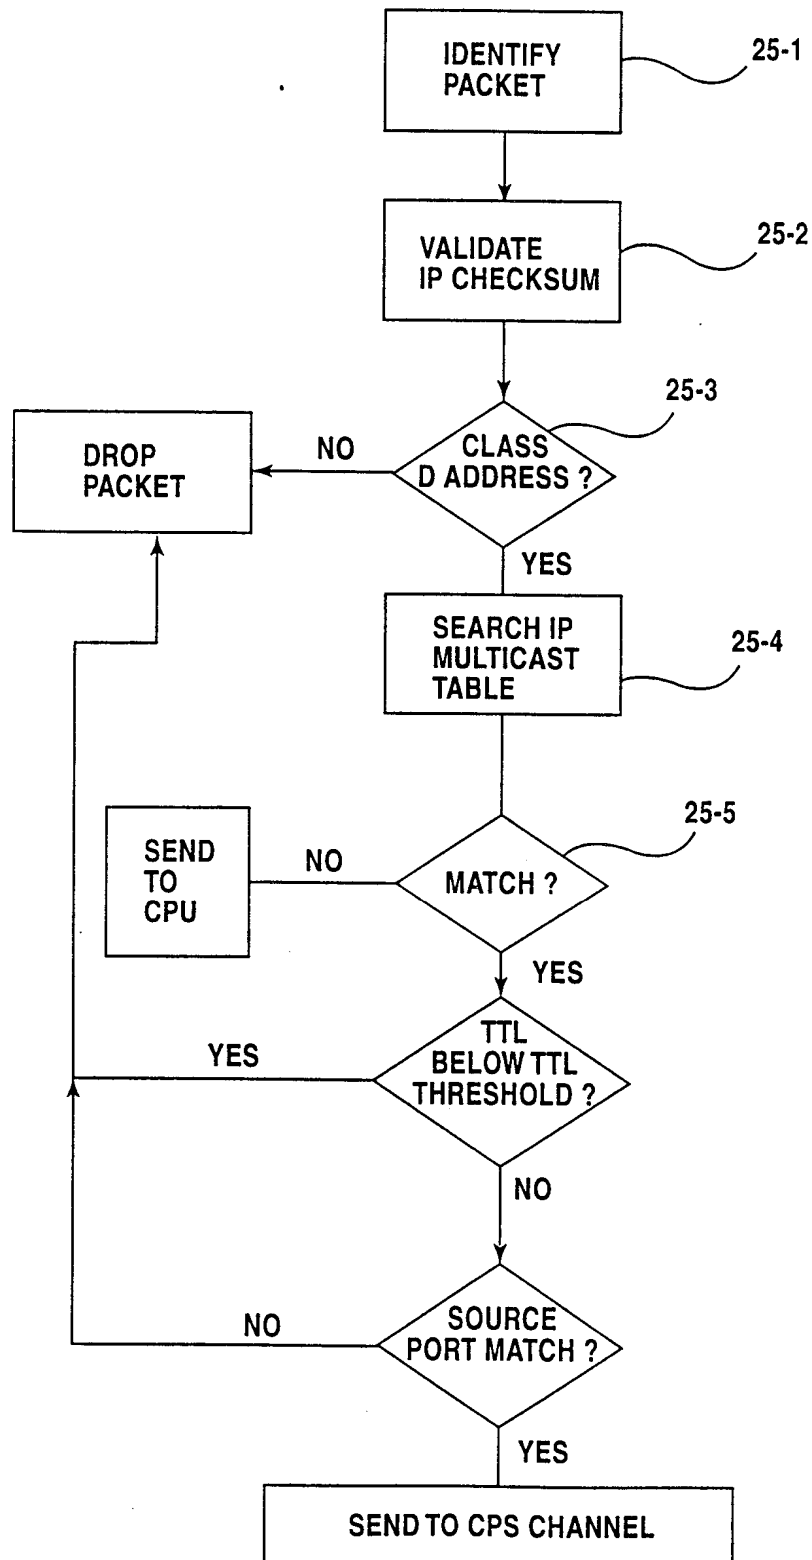 IDENTIFY
PACKET
25-1
VALIDATE
IP CHECKSUM
25-2
25-3
CLASS
D ADDRESS ?
NO
DROP
PACKET
YES
SEARCH IP
MULTICAST
TABLE
25-4
25-5
MATCH ?
NO
SEND
TO
CPU
YES
TTL
BELOW TTL
THRESHOLD ?
YES
NO
SOURCE
PORT MATCH ?
NO
YES
SEND TO CPS CHANNEL